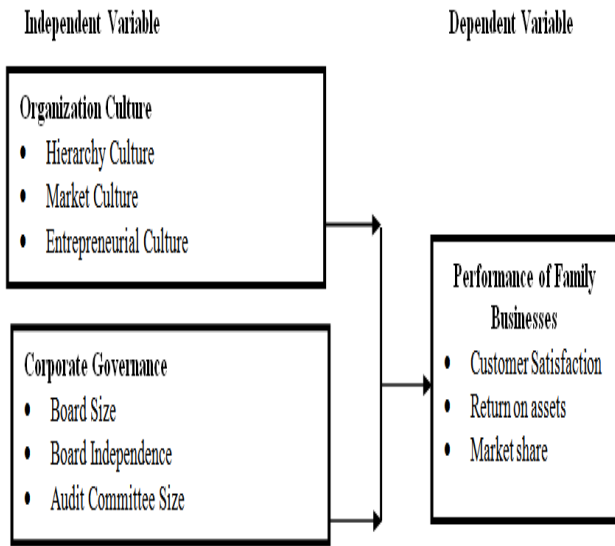 Independent Variable
Dependent Variable
Organization Culture
• Hierarchy Culture
• Market Culture
• Entrepreneurial Culture
Corporate Governance
• Board Size
• Board Independence
• Audit Committee Size
Performance of Family
Businesses
• Customer Satisfaction
• Return on assets
• Market share